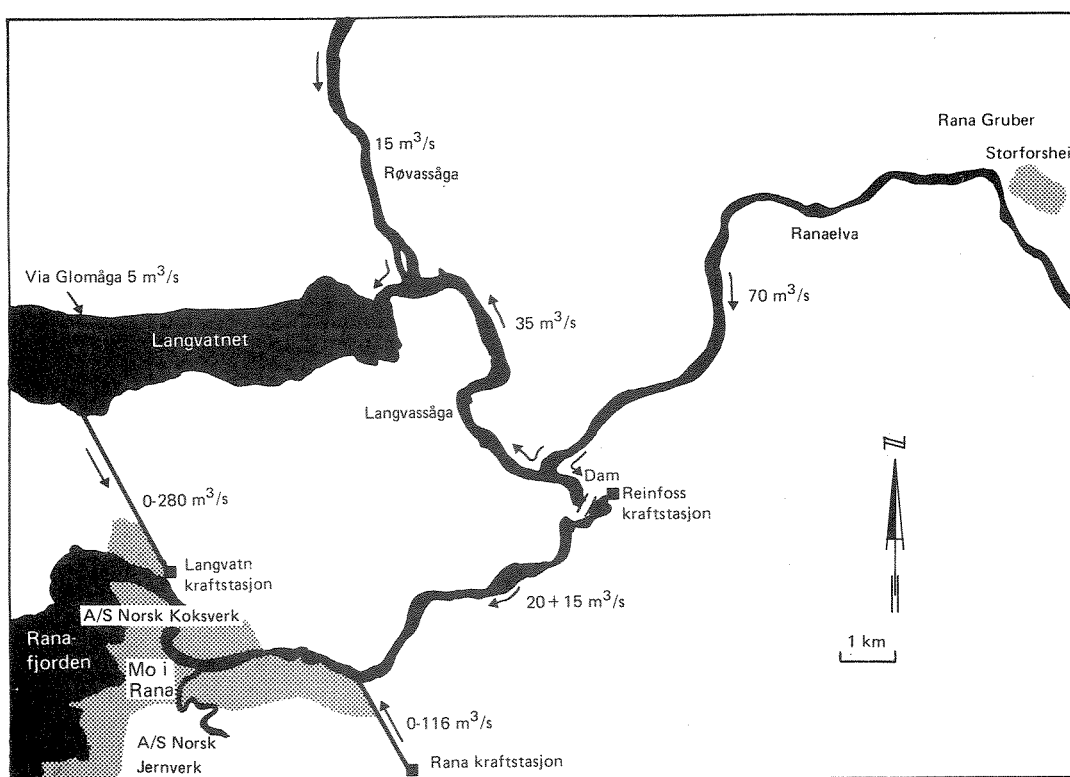 15 m³/s
Røvassåga
Rana Gruber
Storforshei
Ranaelva
Via Glomåga 5 m³/s
70 m³/s
35 m³/s
Langvatnet
Langvassåga
Dam
Reinfoss
kraftstasjon
N
0-280 m³/s
Langvatn
kraftstasjon
20 + 15 m³/s
A/S Norsk Koksverk
Rana-
fjorden
1 km
Mo i
Rana
0-116 m³/s
A/S Norsk
Jernverk
Rana kraftstasjon